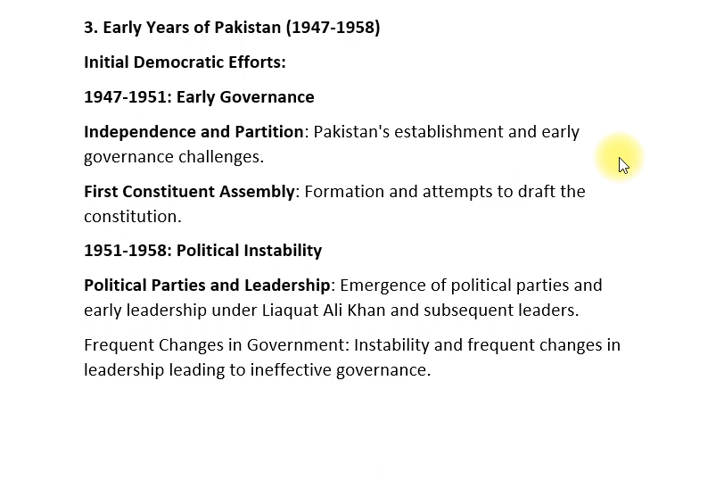 3. Early Years of Pakistan (1947-1958)
Initial Democratic Efforts:
1947-1951: Early Governance
Independence and Partition: Pakistan's establishment and early
governance challenges.
First Constituent Assembly: Formation and attempts to draft the
constitution.
1951-1958: Political Instability
Political Parties and Leadership: Emergence of political parties and
early leadership under Liaquat Ali Khan and subsequent leaders.
Frequent Changes in Government: Instability and frequent changes in
leadership leading to ineffective governance.